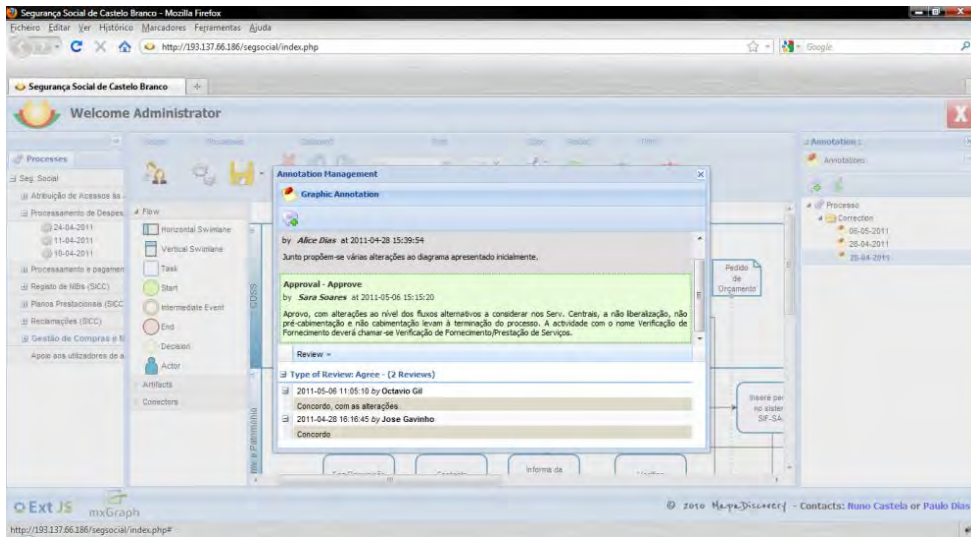 Segurança Social de Castelo Branco - Mozilla Firefox
Ficheiro Editar Ver Histórico Marcadores Ferramentas Ajuda
http://193.137.66.186/segsocial/index.php
Google
Segurança Social de Castelo Branco
Welcome Administrator
Processes
Seg. Social
Atribuição de Acessos às
Processamento de Despes
24-04-2011
11-04-2011
10-04-2011
Processamento e pagamen
Registo de NIBs (SICC)
Planos Prestacionais (SICC)
Reclamações (SICC)
Gestão de Compras e
Apoio aos utilizadores de a
Flow
Horizontal Swimlane
Vertical Swimlane
Task
Start
Intermediate Event
End
Decision
Actor
Artifacts
Conectors
GDSS
Annotation Management
Graphic Annotation
by Alice Dias at 2011-04-28 15:39:54
Junto propõem-se várias alterações ao diagrama apresentado inicialmente.
Approval - Approve
by Sara Soares at 2011-05-06 15:15:20
Aprovo, com alterações ao nível dos fluxos alternativos a considerar nos Serv. Centrais, a não liberalização, não
pré-cabimentação e não cabimentação levam à terminação do processo. A actividade com o nome Verificação de
Fornecimento deverá chamar-se Verificação de Fornecimento/Prestação de Serviços.
Review
Type of Review: Agree - (2 Reviews)
2011-05-06 11:05:10 by Octavio Gil
Concordo, com as alterações
2011-04-28 16:16:45 by Jose Gavinho
Concordo
Pedido
de
Orçamento
Insere
no sistem
SIF-SA
Informa da
Annotations
Annotations
Processo
Correction
06-05-2011
28-04-2011
28-04-2011
Ext JS
mxGraph
© 2010 MapaDiscovery - Contacts: Nuno Castela or Paulo Dias
http://193.137.66.186/segsocial/index.php#